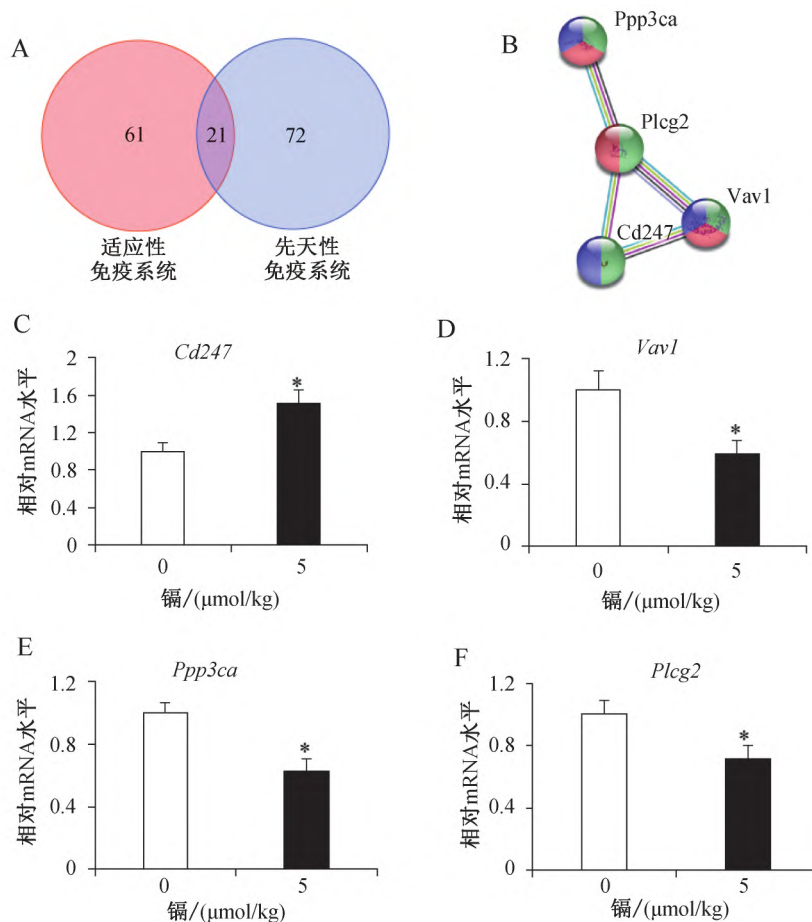 A
61
21
72
适应性
免疫系统
先天性
免疫系统
B
Ppp3ca
Plcg2
Vav1
Cd247
C
Cd247
相对mRNA水平
2
1.6
1.2
0.8
0.4
0
*
0
5
镉/(μmol/kg)
D
Vav1
相对mRNA水平
1.2
0.8
0.4
0
*
0
5
镉/(μmol/kg)
E
Ppp3ca
相对mRNA水平
1.2
0.8
0.4
0
*
0
5
镉/(μmol/kg)
F
Plcg2
相对mRNA水平
1.2
0.8
0.4
0
*
0
5
镉/(μmol/kg)